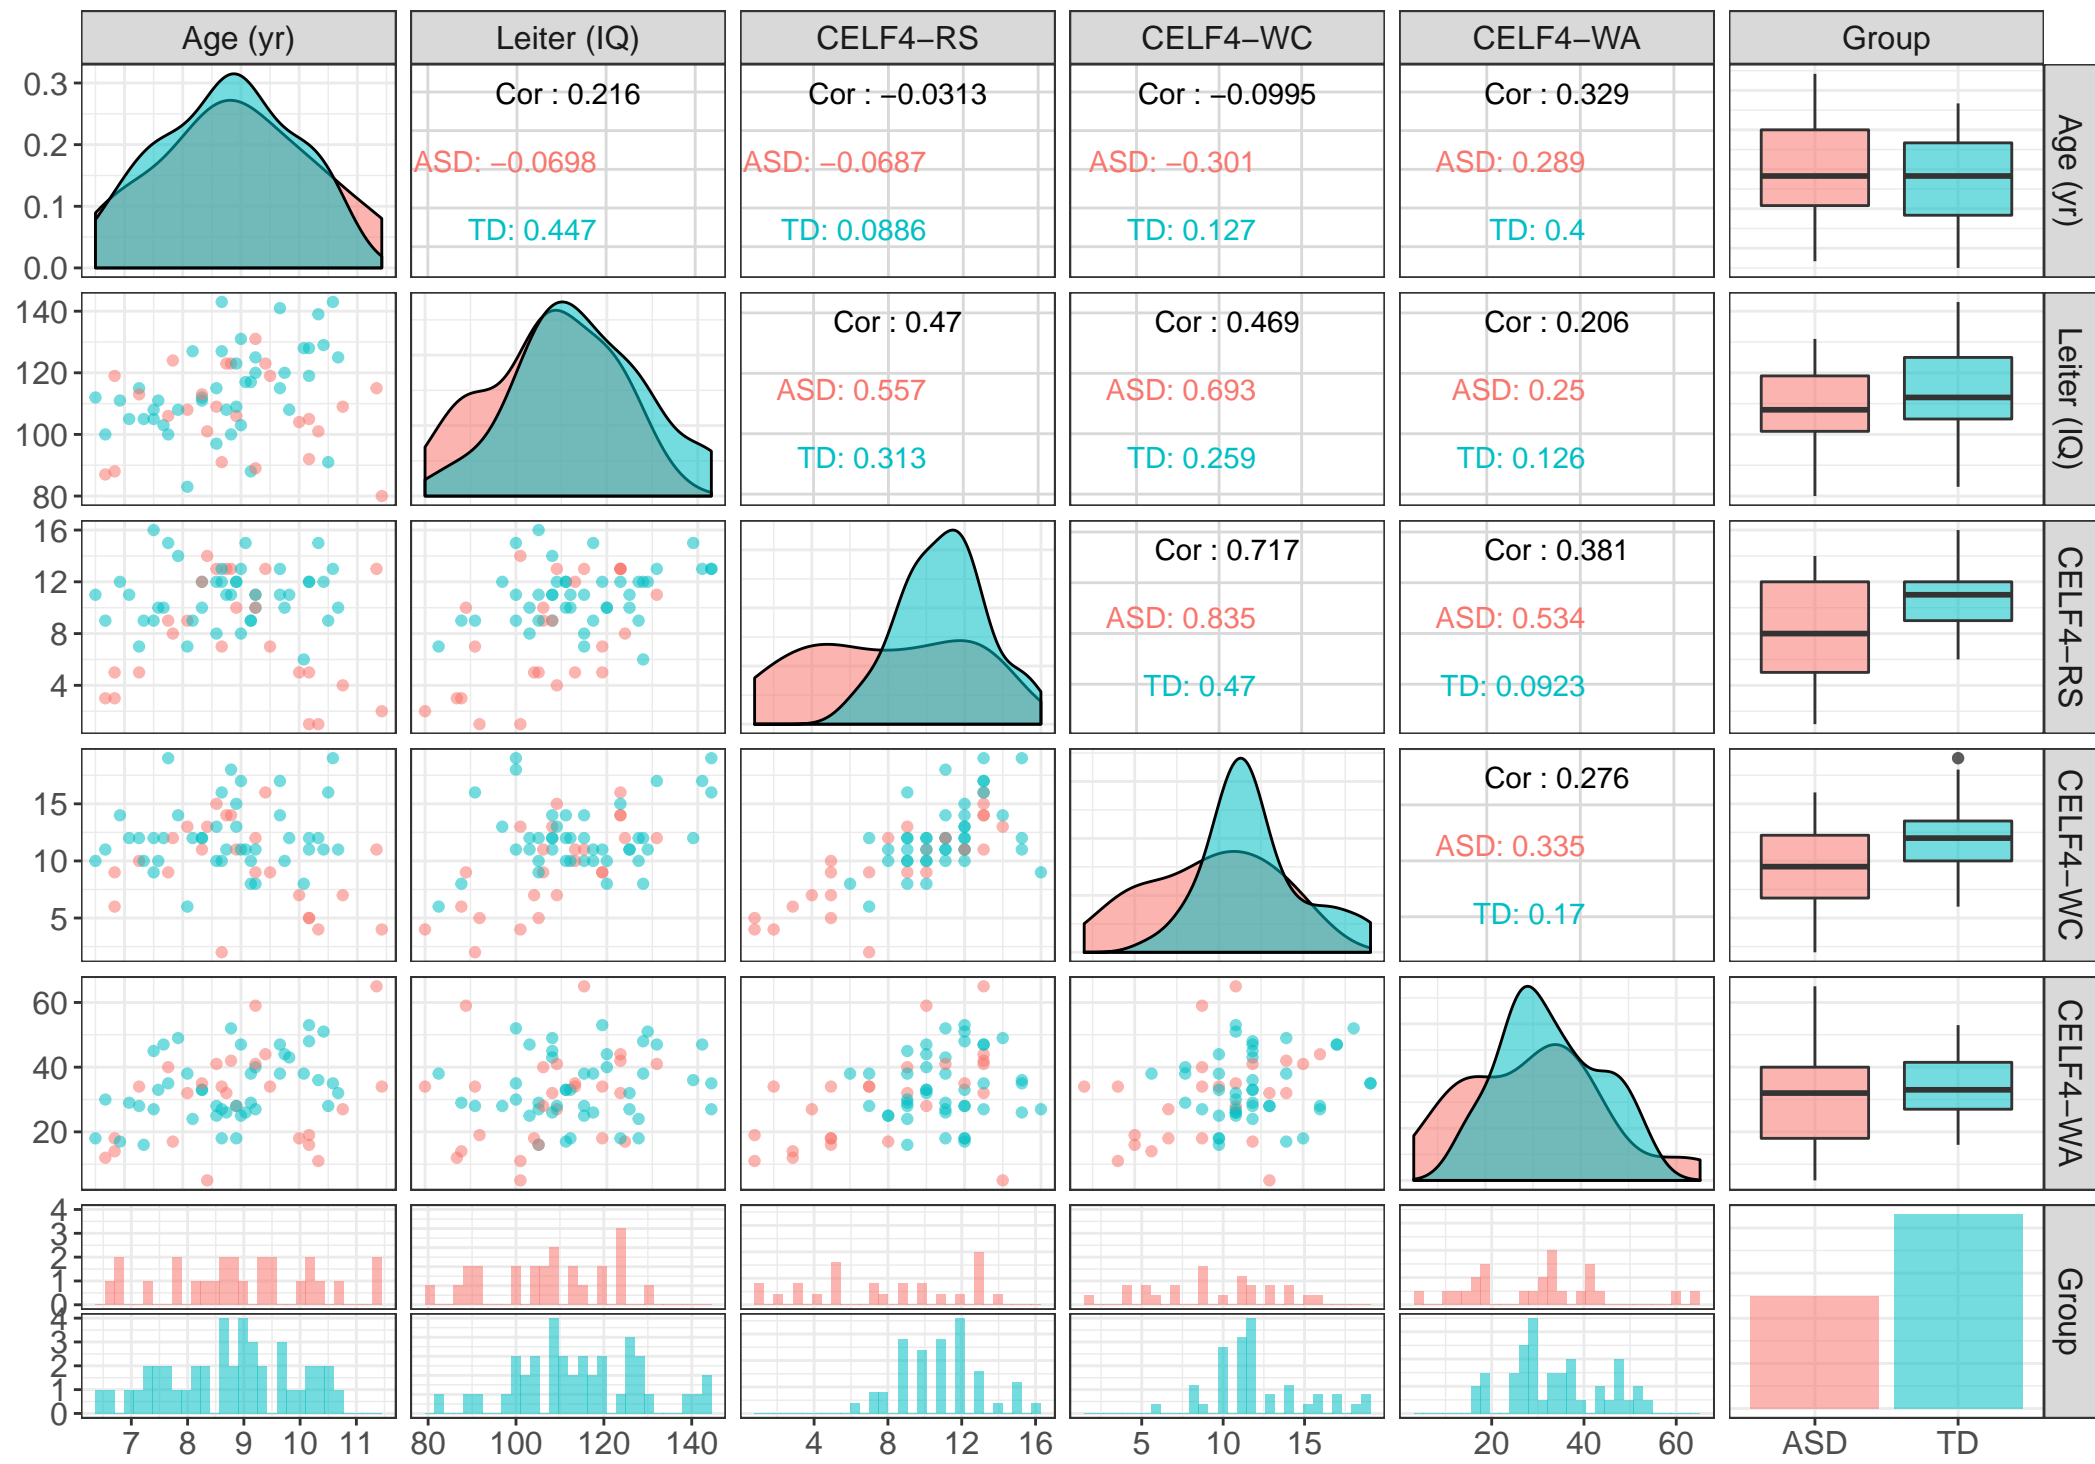 Age (yr) Leiter (IQ) CELF4−RS CELF4−WC CELF4−WA Group
0.3 Cor : 0.216 Cor : −0.0313 Cor : −0.0995 Cor : 0.329
0.2 ASD: −0.0698 ASD: −0.0687 ASD: −0.301 ASD: 0.289 Age (yr)
0.1 TD: 0.447 TD: 0.0886 TD: 0.127 TD: 0.4
0.0
140 Cor : 0.47 Cor : 0.469 Cor : 0.206
120 ASD: 0.557 ASD: 0.693 ASD: 0.25 Leiter (IQ)
100 TD: 0.313 TD: 0.259 TD: 0.126
80
16 Cor : 0.717 Cor : 0.381
12
8 ASD: 0.835 ASD: 0.534 CELF4−RS
4 TD: 0.47 TD: 0.0923
Cor : 0.276
15
10 ASD: 0.335 CELF4−WC
5 TD: 0.17
60
40 CELF4−WA
20
4
3
2
1
0
Group
4
3
2
1
0
7 8 9 10 11 80 100 120 140 4 8 12 16 5 10 15 20 40 60 ASD TD